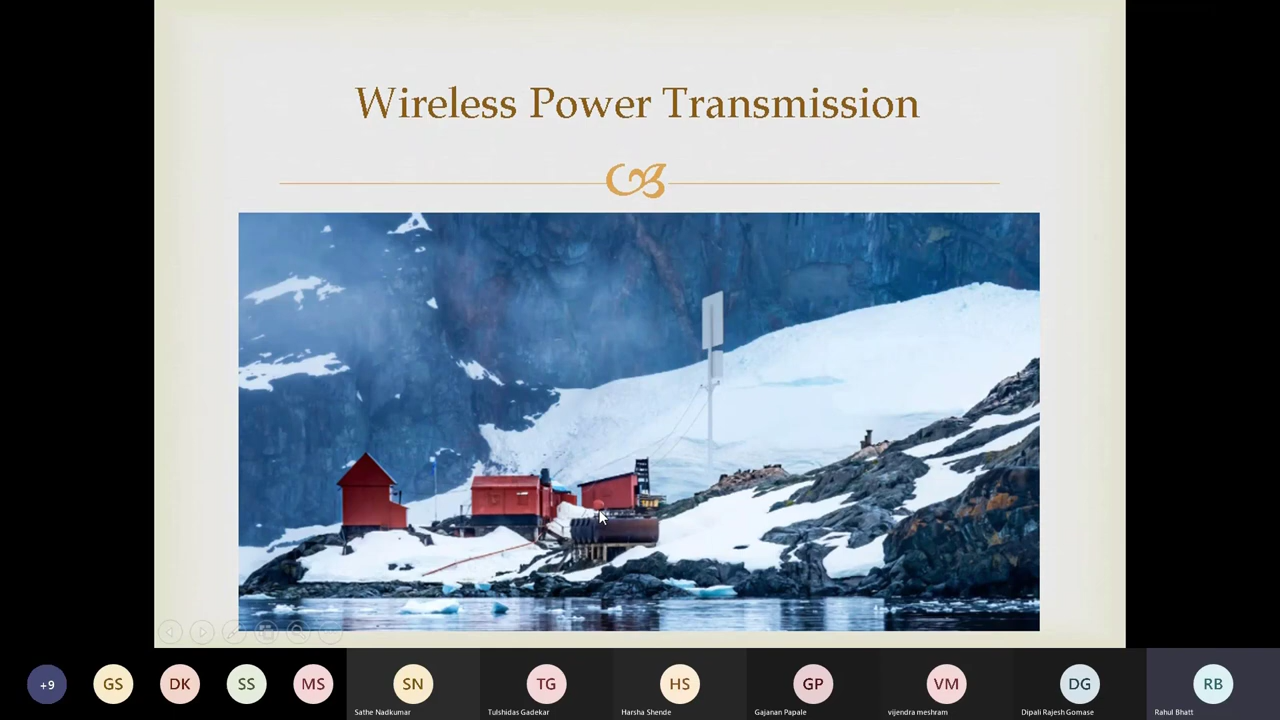 Wireless Power Transmission
+9
GS
DK
SS
MS
SN
TG
HS
GP
VM
DG
RB
Sathe Nadkumar
Tulshidas Gadekar
Harsha Shende
Gajanan Papale
vijendra meshram
Dipali Rajesh Gomase
Rahul Bhatt